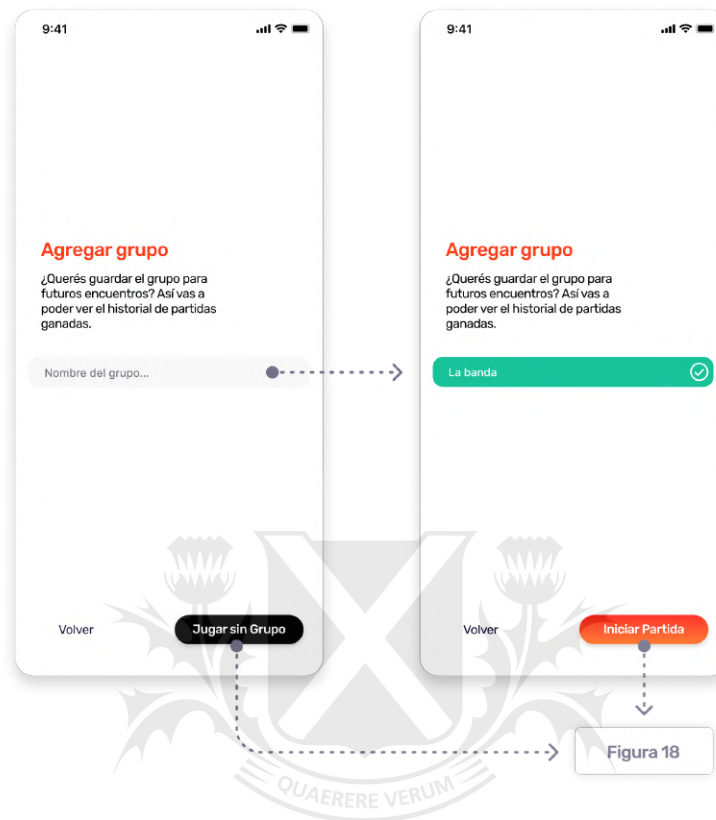 9:41
Agregar grupo
¿Querés guardar el grupo para
futuros encuentros? Así vas a
poder ver el historial de partidas
ganadas.
Nombre del grupo...
Volver
Jugar sin Grupo
9:41
Agregar grupo
¿Querés guardar el grupo para
futuros encuentros? Así vas a
poder ver el historial de partidas
ganadas.
La banda
Volver
Iniciar Partida
Figura 18
QUAERERE VERUM